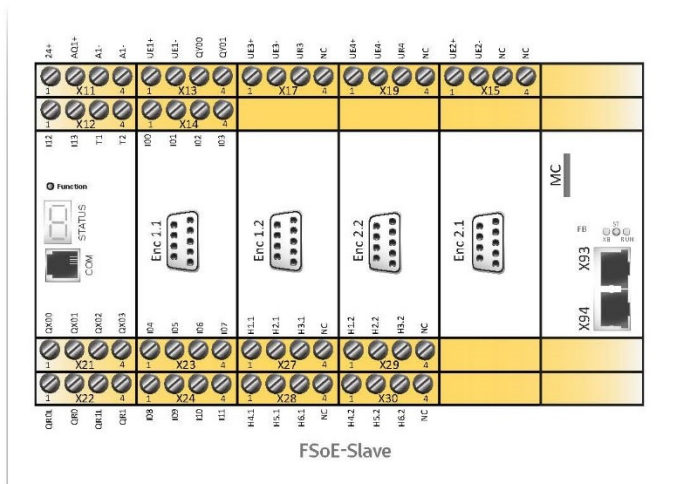 24+ AQ1+ A1- A1- UE1+ UE1- QY00 QY01 UE3+ UE3- UR3 NC UE4+ UE4- UR4 NC UE2+ UE2- NC NC
1 X11 4 1 X13 4 1 X17 4 1 X19 4 1 X15 4
1 X12 4 1 X14 4
I12 I13 T1 T2 I00 I01 I02 I03
MC
Function
STATUS
COM
Enc 1.1
Enc 1.2
Enc 2.2
Enc 2.1
FB ST
XB RUN
X93
X94
QX00 QX01 QX02 QX03 I04 I05 I06 I07 H1.1 H2.1 H3.1 NC H1.2 H2.2 H3.2 NC
1 X21 4 1 X23 4 1 X27 4 1 X29 4
1 X22 4 1 X24 4 1 X28 4 1 X30 4
QR0L QR0 QR1L QR1 I08 I09 I10 I11 H4.1 H5.1 H6.1 NC H4.2 H5.2 H6.2 NC
FSoE-Slave